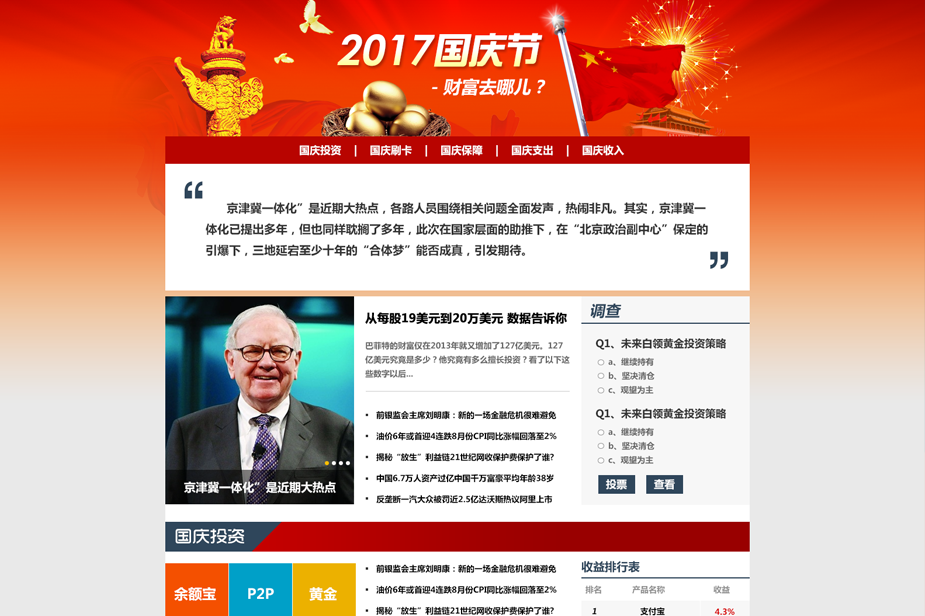 2017国庆节
- 财富去哪儿？
国庆投资 | 国庆刷卡 | 国庆保障 | 国庆支出 | 国庆收入
“
京津冀一体化”是近期大热点，各路人员围绕相关问题全面发声，热闹非凡。其实，京津冀一
体化已提出多年，但也同样耽搁了多年，此次在国家层面的助推下，在“北京政治副中心”保定的
引爆下，三地延宕至少十年的“合体梦”能否成真，引发期待。
”
京津冀一体化”是近期大热点
从每股19美元到20万美元 数据告诉你
巴菲特的财富仅在2013年就又增加了127亿美元。127
亿美元究竟是多少？他究竟有多么擅长投资？看了以下这
些数字以后...
• 前银监会主席刘明康：新的一场金融危机很难避免
• 油价6年或首迎4连跌8月份CPI同比涨幅回落至2%
• 揭秘“放生”利益链21世纪网收保护费保护了谁?
• 中国6.7万人资产过亿中国千万富豪平均年龄38岁
• 反垄断一汽大众被罚近2.5亿达沃斯热议阿里上市
调查
Q1、未来白领黄金投资策略
a、继续持有
b、坚决清仓
c、观望为主
Q1、未来白领黄金投资策略
a、继续持有
b、坚决清仓
c、观望为主
投票 查看
国庆投资
余额宝 P2P 黄金
• 前银监会主席刘明康：新的一场金融危机很难避免
• 油价6年或首迎4连跌8月份CPI同比涨幅回落至2%
• 揭秘“放生”利益链21世纪网收保护费保护了谁?
收益排行表
排名 产品名称 收益
1 支付宝 4.3%